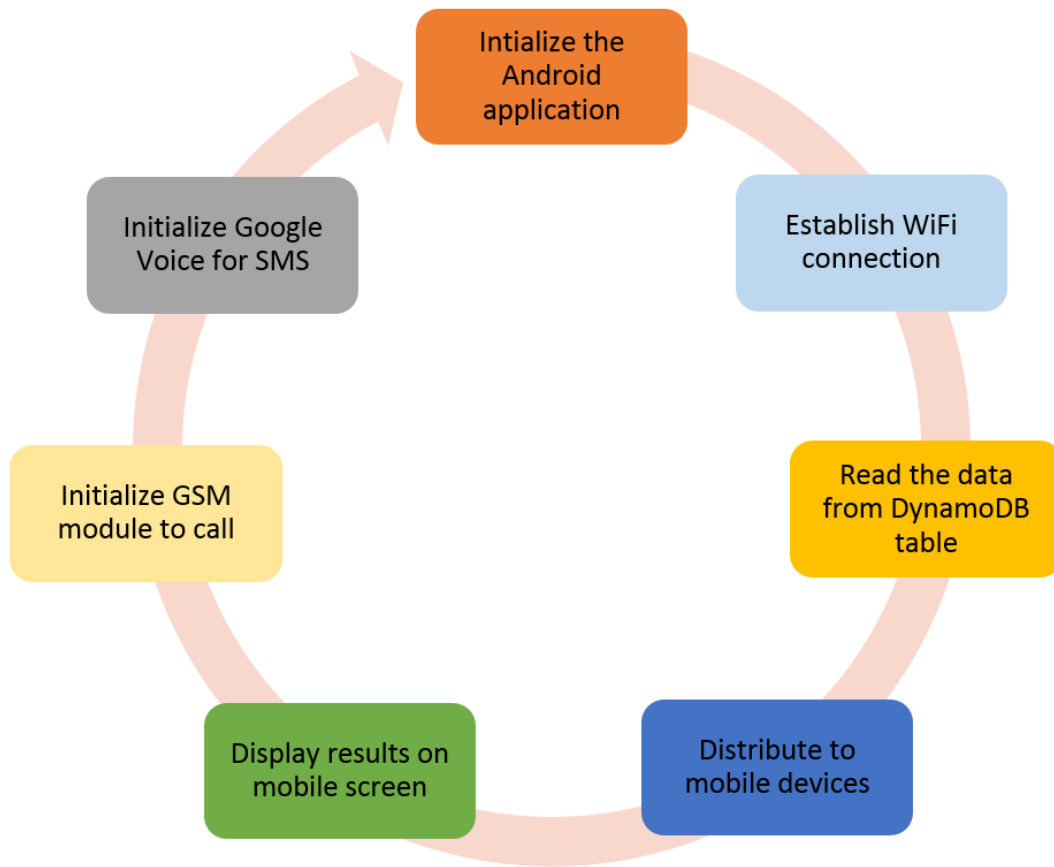 Intialize the
Android
application
Establish WiFi
connection
Read the data
from DynamoDB
table
Distribute to
mobile devices
Display results on
mobile screen
Initialize GSM
module to call
Initialize Google
Voice for SMS